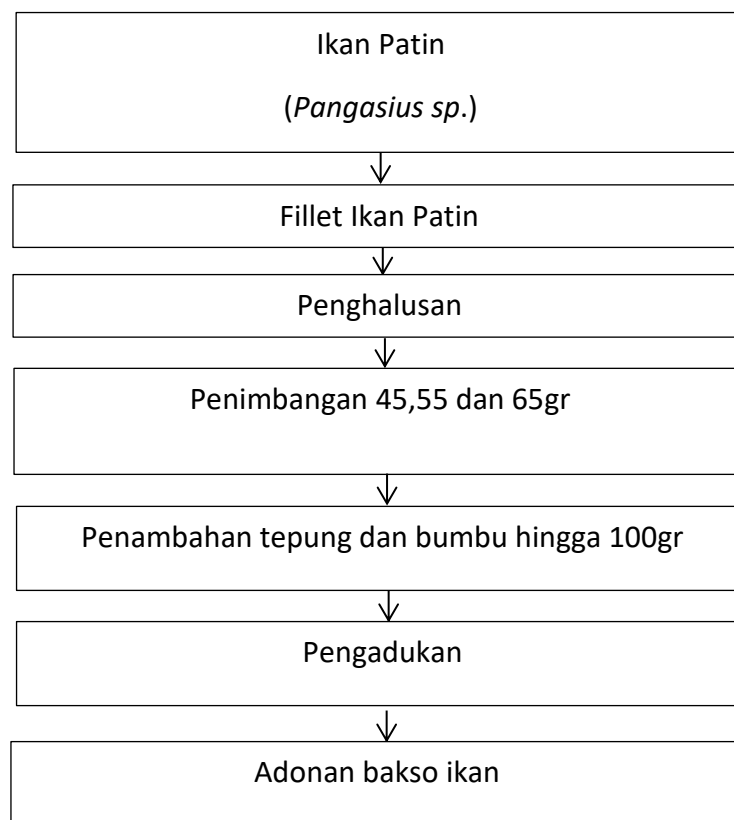 Ikan Patin
(Pangasius sp.)
Fillet Ikan Patin
Penghalusan
Penimbangan 45,55 dan 65gr
Penambahan tepung dan bumbu hingga 100gr
Pengadukan
Adonan bakso ikan